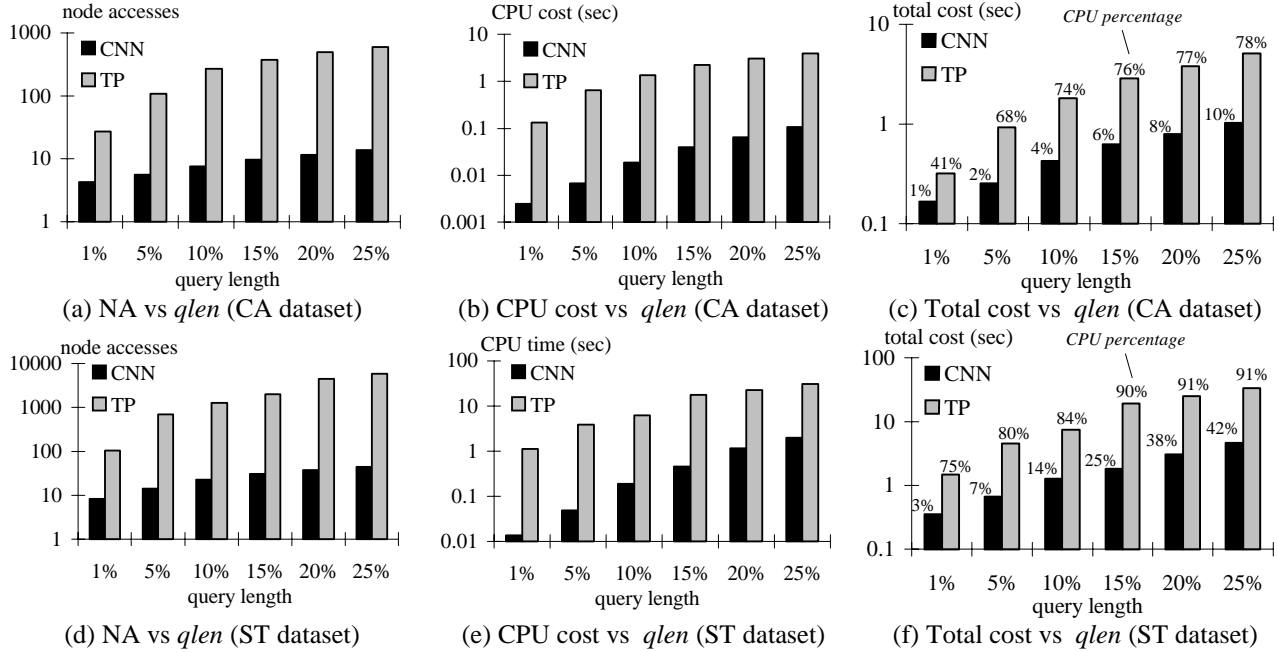 node accesses
1000
100
10
1
CNN
TP
1% 5% 10% 15% 20% 25%
query length
(a) NA vs qlen (CA dataset)
CPU cost (sec)
10
1
0.1
0.01
0.001
CNN
TP
1% 5% 10% 15% 20% 25%
query length
(b) CPU cost vs qlen (CA dataset)
total cost (sec)
CPU percentage
10
1
0.1
CNN
TP
1% 41% 2% 68% 4% 74% 6% 76% 8% 77% 10% 78%
1% 5% 10% 15% 20% 25%
query length
(c) Total cost vs qlen (CA dataset)
node accesses
10000
1000
100
10
1
CNN
TP
1% 5% 10% 15% 20% 25%
query length
(d) NA vs qlen (ST dataset)
CPU time (sec)
100
10
1
0.1
0.01
CNN
TP
1% 5% 10% 15% 20% 25%
query length
(e) CPU cost vs qlen (ST dataset)
total cost (sec)
CPU percentage
100
10
1
0.1
CNN
TP
3% 75% 7% 80% 14% 84% 25% 90% 38% 91% 42% 91%
1% 5% 10% 15% 20% 25%
query length
(f) Total cost vs qlen (ST dataset)